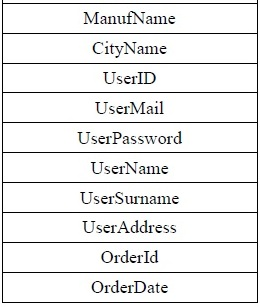 ManufName
CityName
UserID
UserMail
UserPassword
UserName
UserSurname
UserAddress
OrderId
OrderDate